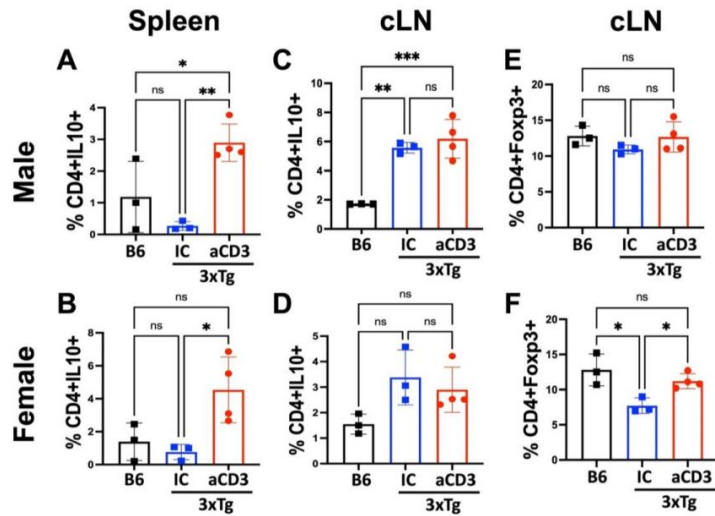 Spleen
cLN
cLN
Male
Female
A
% CD4+IL10+
4
3
2
1
0
*
ns
**
B6
IC
aCD3
3xTg
C
% CD4+IL10+
10
8
6
4
2
0
***
**
ns
B6
IC
aCD3
3xTg
E
% CD4+Foxp3+
20
15
10
5
0
ns
ns
ns
B6
IC
aCD3
3xTg
B
% CD4+IL10+
8
6
4
2
0
ns
ns
*
B6
IC
aCD3
3xTg
D
% CD4+IL10+
6
5
4
3
2
1
0
ns
ns
ns
B6
IC
aCD3
3xTg
F
% CD4+Foxp3+
20
15
10
5
0
ns
*
*
B6
IC
aCD3
3xTg